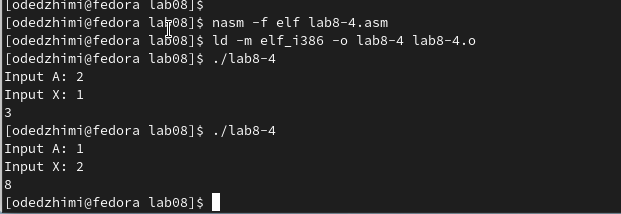 [odedzhimi@fedora lab08]$
[odedzhimi@fedora lab08]$ nasm -f elf lab8-4.asm
[odedzhimi@fedora lab08]$ ld -m elf_i386 -o lab8-4 lab8-4.o
[odedzhimi@fedora lab08]$ ./lab8-4
Input A: 2
Input X: 1
3
[odedzhimi@fedora lab08]$ ./lab8-4
Input A: 1
Input X: 2
8
[odedzhimi@fedora lab08]$